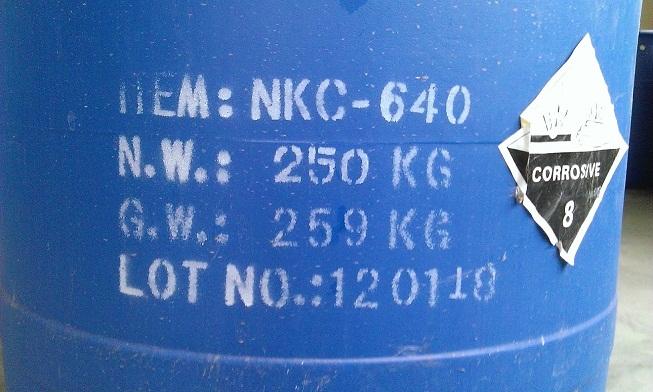 ITEM: NKC-640
N.W.: 250 KG
G.W.: 259 KG
LOT NO.:120118
CORROSIVE
8